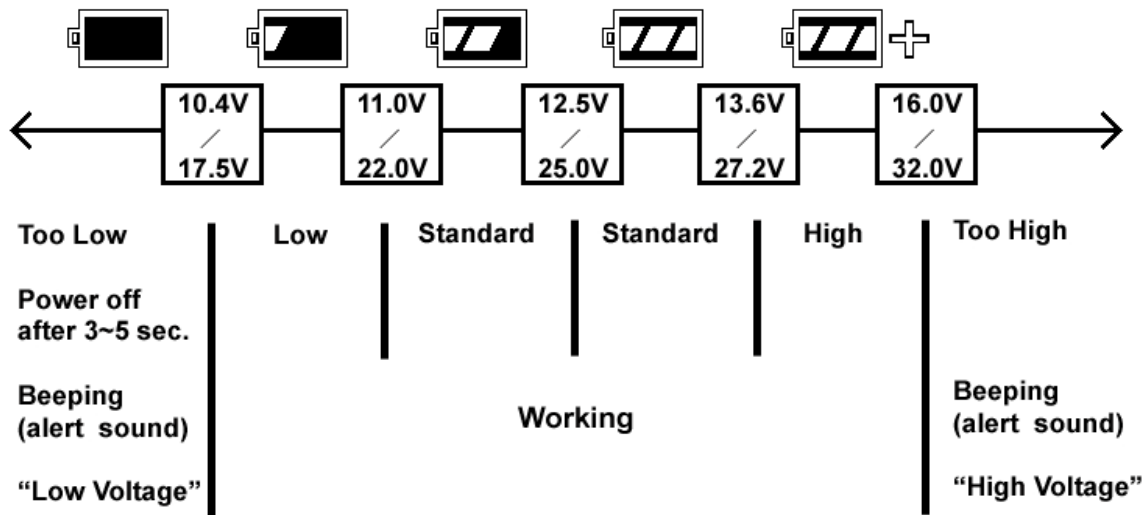 10.4V
/
17.5V
11.0V
/
22.0V
12.5V
/
25.0V
13.6V
/
27.2V
16.0V
/
32.0V
Too Low
Low
Standard
Standard
High
Too High
Power off
after 3~5 sec.
Beeping
(alert sound)
“Low Voltage”
Working
Beeping
(alert sound)
“High Voltage”